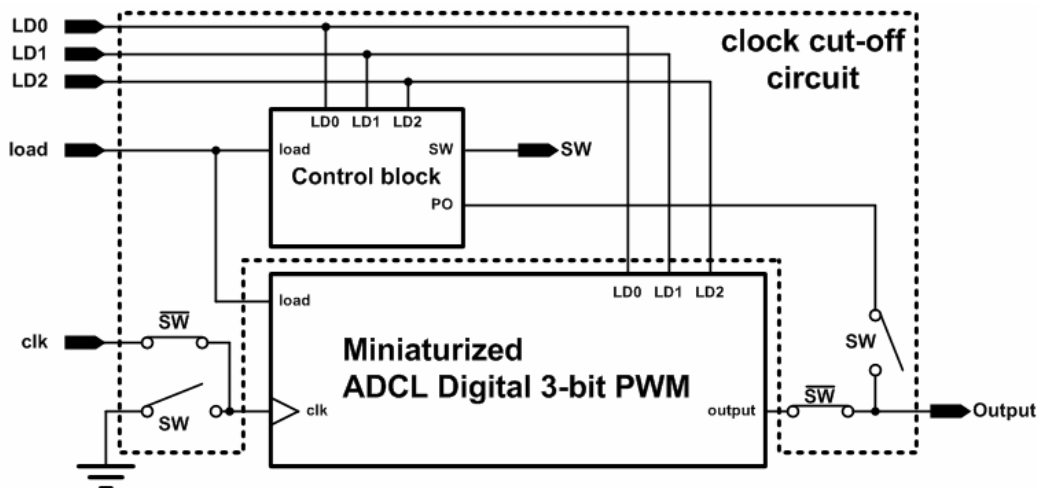 LD0
LD1
LD2
clock cut-off
circuit
LD0 LD1 LD2
load
load
SW
SW
Control block
PO
LD0 LD1 LD2
load
clk
SW
SW
Miniaturized
ADCL Digital 3-bit PWM
clk
SW
output
SW
Output